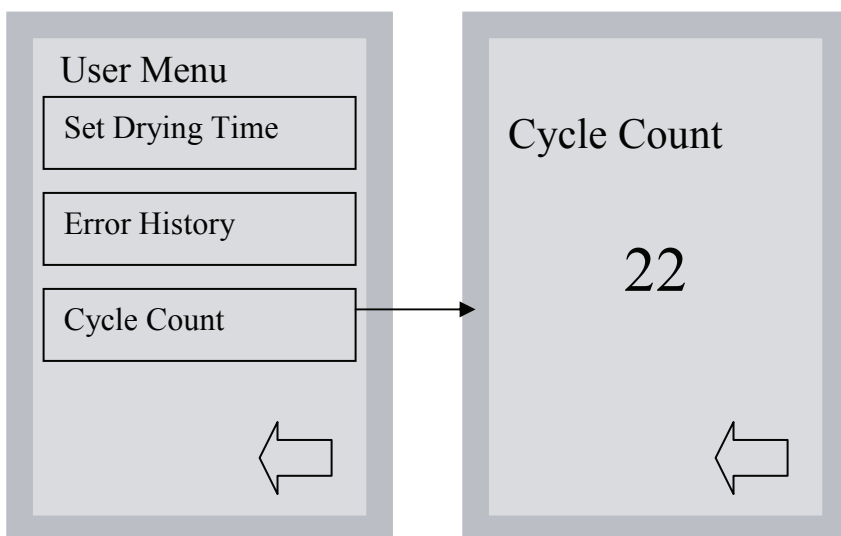 User Menu
Set Drying Time
Error History
Cycle Count
Cycle Count
22